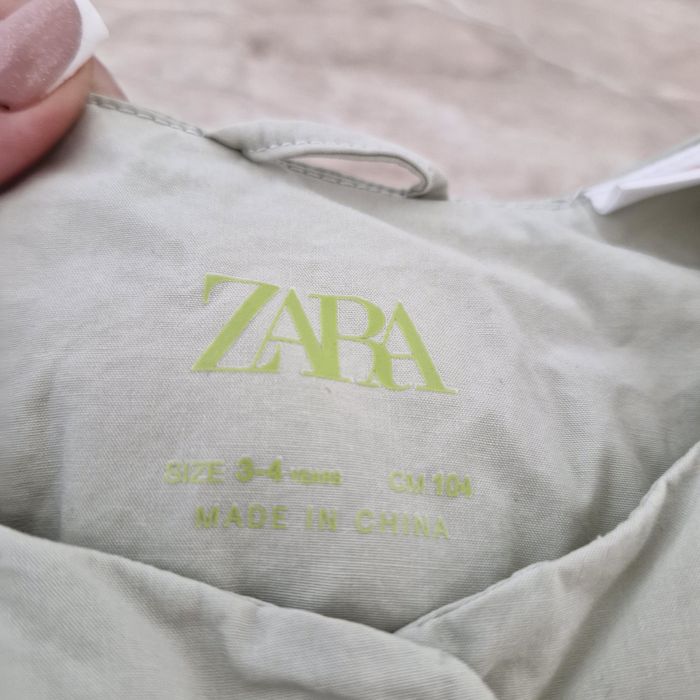 ZARA
SIZE 3-4 YEARS CM 104
MADE IN CHINA